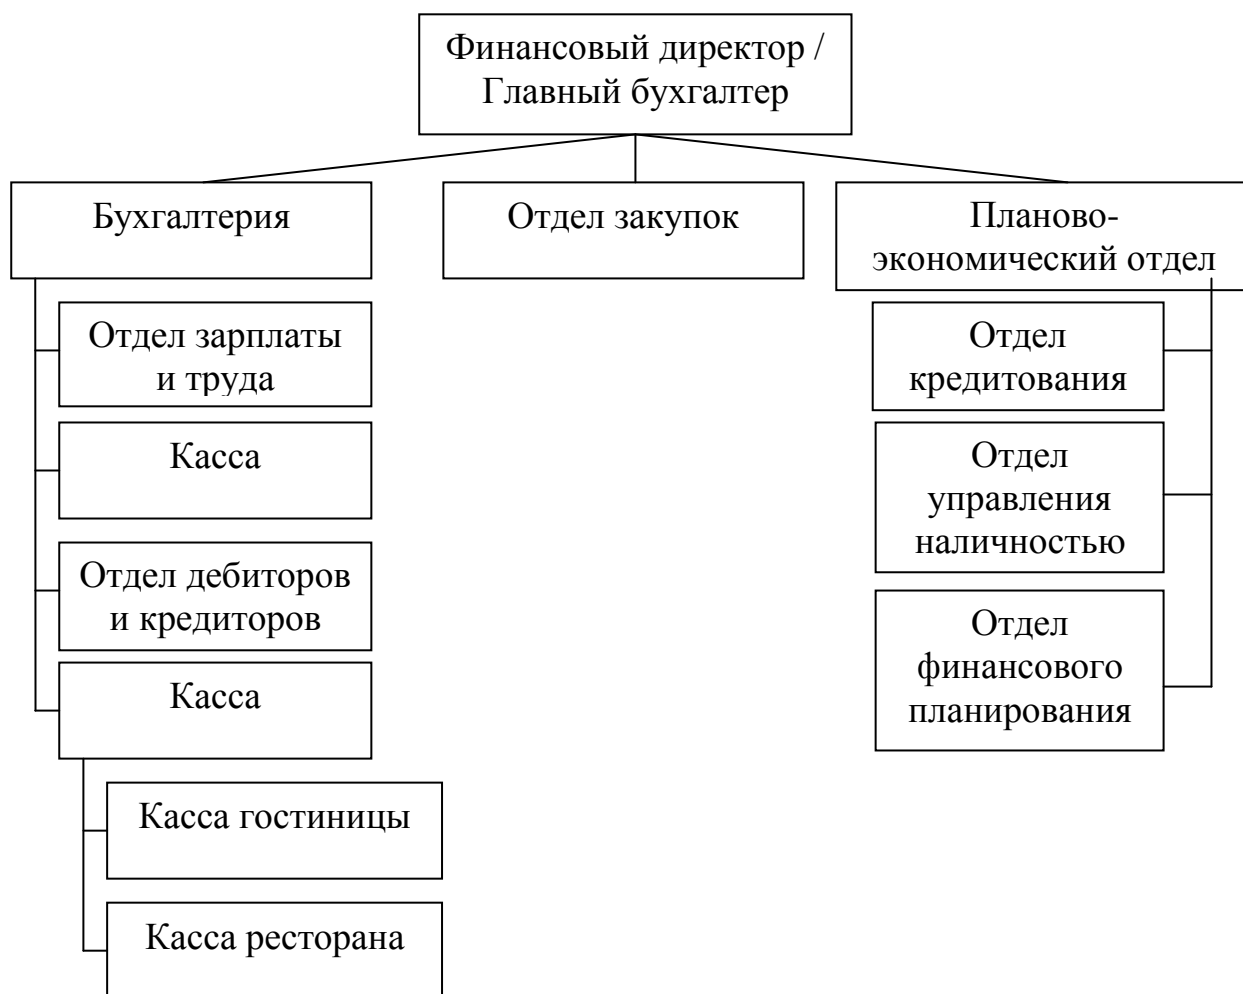 Финансовый директор /
Главный бухгалтер
Бухгалтерия
Отдел закупок
Планово-
экономический отдел
Отдел зарплаты
и труда
Касса
Отдел дебиторов
и кредиторов
Касса
Касса гостиницы
Касса ресторана
Отдел
кредитования
Отдел
управления
наличностью
Отдел
финансового
планирования